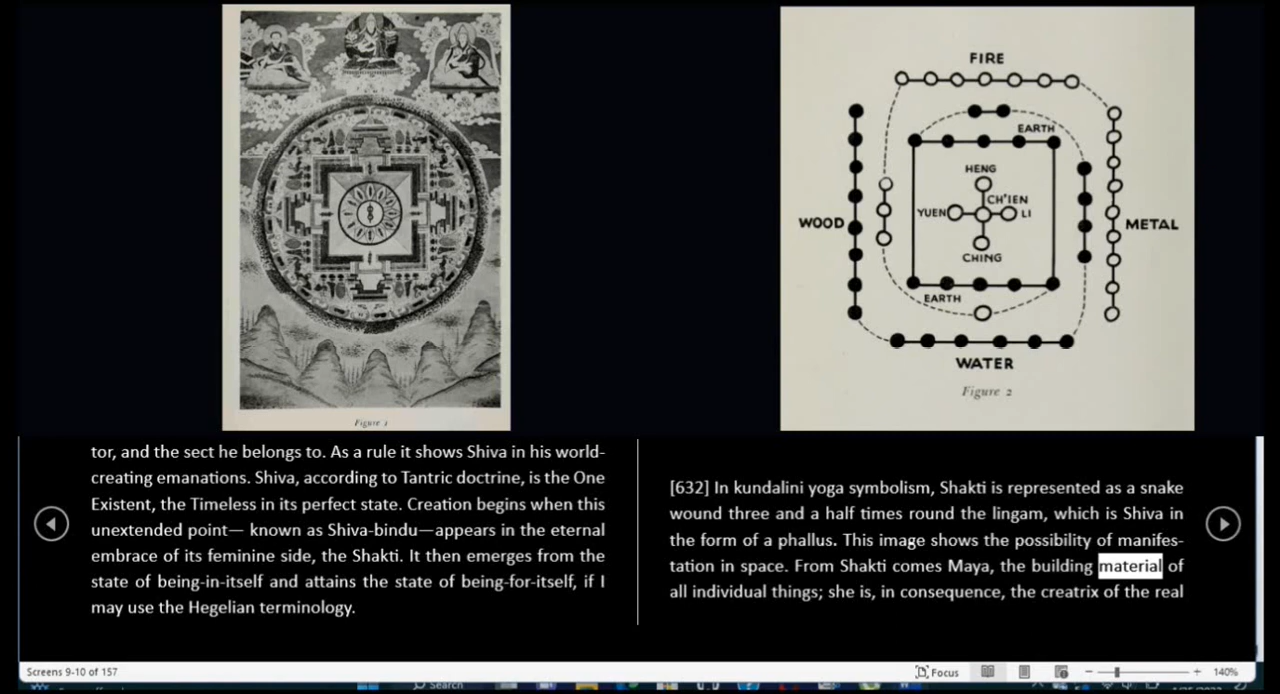 Figure 1
FIRE
EARTH
HENG
CH'IEN
YUEN
LI
WOOD
METAL
CHING
EARTH
WATER
Figure 2
tor, and the sect he belongs to. As a rule it shows Shiva in his world-
creating emanations. Shiva, according to Tantric doctrine, is the One
Existent, the Timeless in its perfect state. Creation begins when this
unextended point— known as Shiva-bindu—appears in the eternal
embrace of its feminine side, the Shakti. It then emerges from the
state of being-in-itself and attains the state of being-for-itself, if I
may use the Hegelian terminology.
[632] In kundalini yoga symbolism, Shakti is represented as a snake
wound three and a half times round the lingam, which is Shiva in
the form of a phallus. This image shows the possibility of manifes-
tation in space. From Shakti comes Maya, the building material of
all individual things; she is, in consequence, the creatrix of the real
Screens 9-10 of 157
Focus
140%
Search